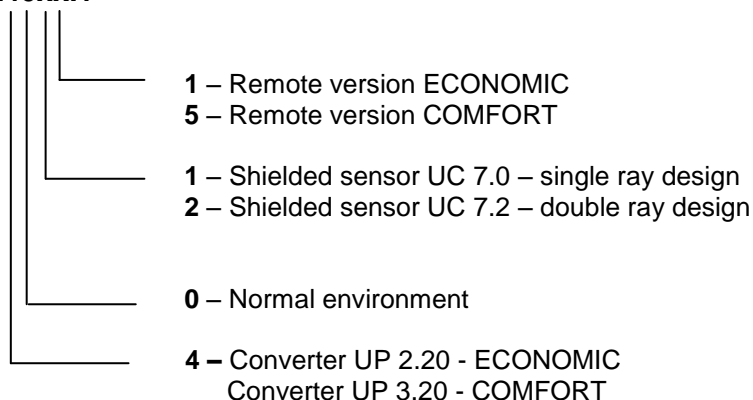 1 – Remote version ECONOMIC
5 – Remote version COMFORT
1 – Shielded sensor UC 7.0 – single ray design
2 – Shielded sensor UC 7.2 – double ray design
0 – Normal environment
4 – Converter UP 2.20 - ECONOMIC
Converter UP 3.20 - COMFORT